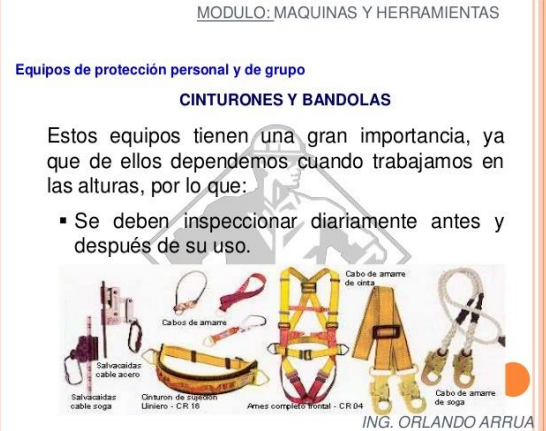 MODULO: MAQUINAS Y HERRAMIENTAS
Equipos de protección personal y de grupo
CINTURONES Y BANDOLAS
Estos equipos tienen una gran importancia, ya
que de ellos dependemos cuando trabajamos en
las alturas, por lo que:
▪ Se deben inspeccionar diariamente antes y
después de su uso.
Cabo de amarre
de cinta
Cabos de amarre
Salvacaidas
cable acero
Salvacaidas
cable soga
Cinturon de sujeción
Lliniero - CR 16
Arnes completo frontal - CR 04
Cabo de amarre
de soga
ING. ORLANDO ARRUA